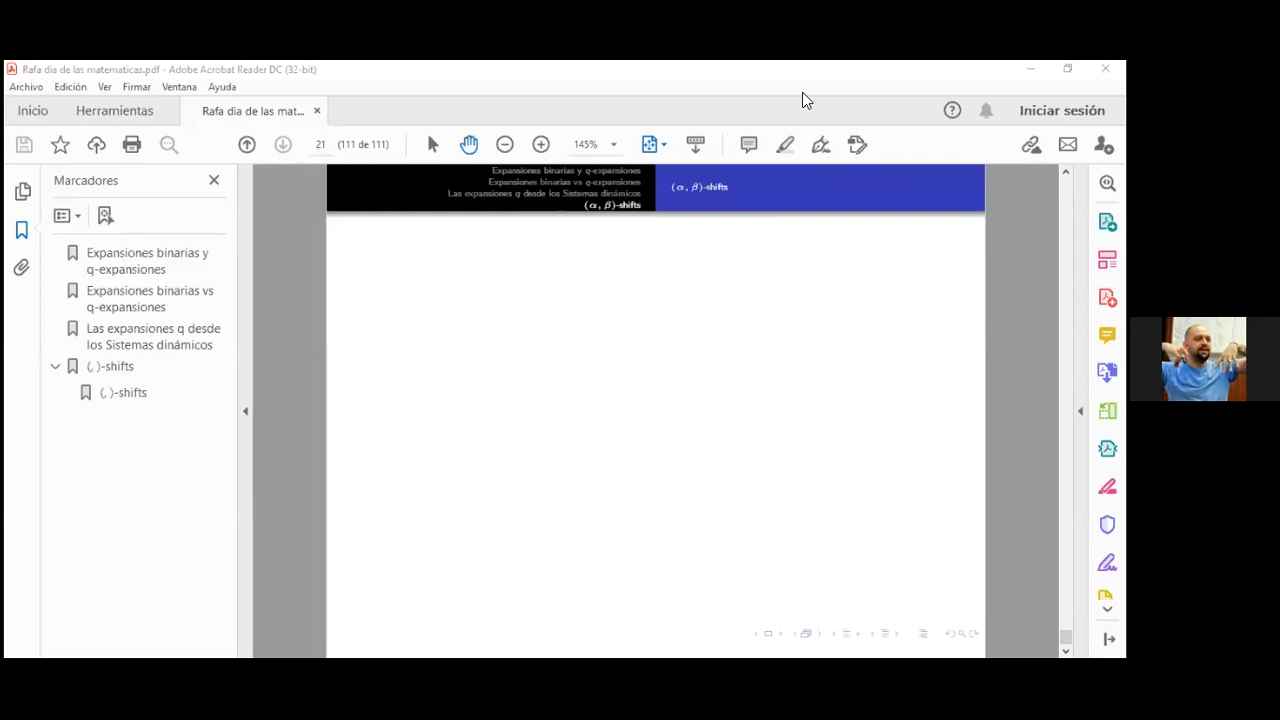 Rafa dia de las matematicas.pdf - Adobe Acrobat Reader DC (32-bit)
Archivo Edición Ver Firmar Ventana Ayuda
Inicio Herramientas Rafa dia de las mat... × Iniciar sesión
21 (111 de 111) 145%
Marcadores
Expansiones binarias y
q-expansiones
Expansiones binarias vs
q-expansiones
Las expansiones q desde
los Sistemas dinámicos
(, )-shifts
(, )-shifts
Expansiones binarias y q-expansiones
Expansiones binarias vs q-expansiones
Las expansiones q desde los Sistemas dinámicos
(α, β)-shifts
(α, β)-shifts